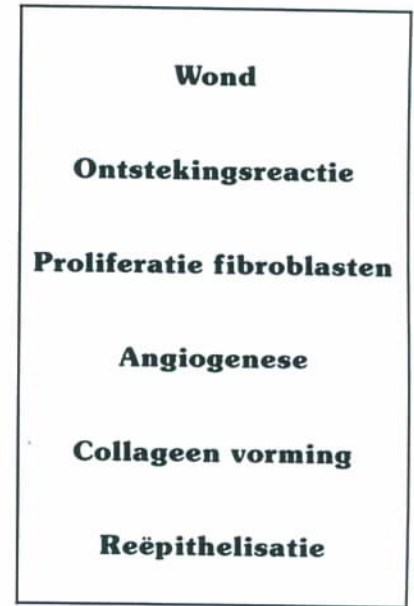 Wond
Ontstekingsreactie
Proliferatie fibroblasten
Angiogenese
Collageen vorming
Reëpithelisatie